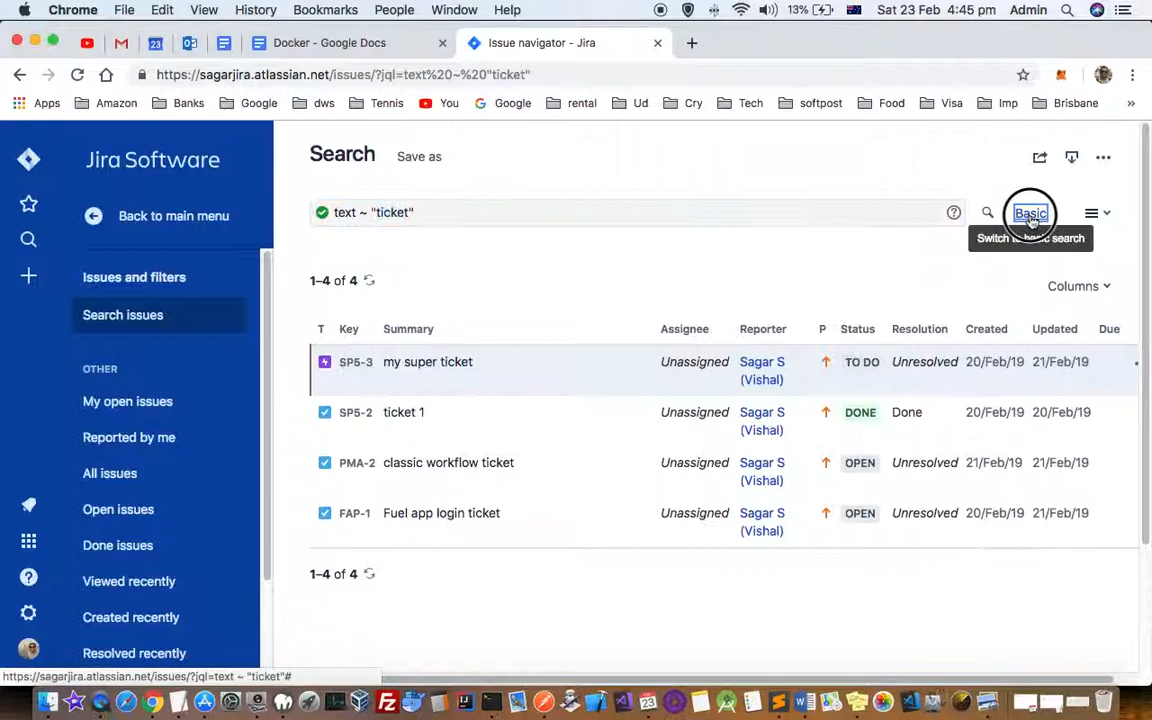 Chrome File Edit View History Bookmarks People Window Help 13% Sat 23 Feb 4:45 pm Admin
Docker - Google Docs × Issue navigator - Jira × +
https://sagarjira.atlassian.net/issues/?jql=text%20~%20"ticket"
Apps Amazon Banks Google dws Tennis You Google rental Ud Cry Tech softpost Food Visa Imp Brisbane »
Jira Software
Search Save as
Back to main menu
text ~ "ticket" Basic
Switch to basic search
Issues and filters
1–4 of 4
Columns
Search issues
T Key Summary Assignee Reporter P Status Resolution Created Updated Due
SP5-3 my super ticket Unassigned Sagar S (Vishal) TO DO Unresolved 20/Feb/19 21/Feb/19
OTHER
My open issues
SP5-2 ticket 1 Unassigned Sagar S (Vishal) DONE Done 20/Feb/19 20/Feb/19
Reported by me
PMA-2 classic workflow ticket Unassigned Sagar S (Vishal) OPEN Unresolved 21/Feb/19 21/Feb/19
All issues
Open issues
FAP-1 Fuel app login ticket Unassigned Sagar S (Vishal) OPEN Unresolved 20/Feb/19 21/Feb/19
Done issues
1–4 of 4
Viewed recently
Created recently
Resolved recently
https://sagarjira.atlassian.net/issues/?jql=text ~ "ticket"#